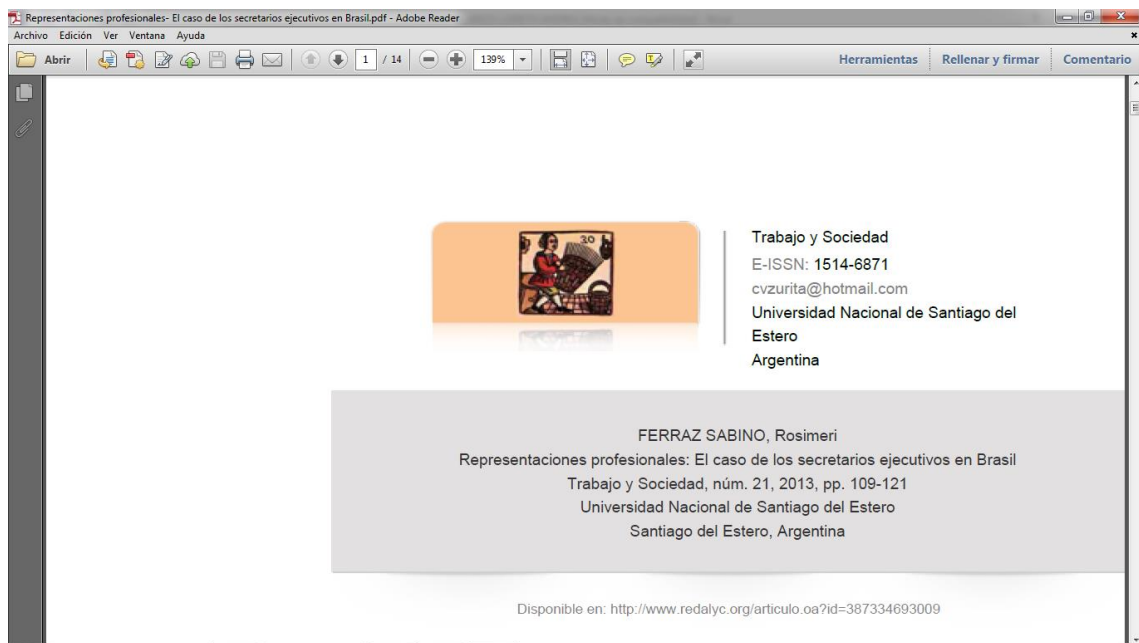 Representaciones profesionales- El caso de los secretarios ejecutivos en Brasil.pdf - Adobe Reader
Archivo Edición Ver Ventana Ayuda
Abrir 1 / 14 139% Herramientas Rellenar y firmar Comentario
20
Trabajo y Sociedad
E-ISSN: 1514-6871
cvzurita@hotmail.com
Universidad Nacional de Santiago del
Estero
Argentina
FERRAZ SABINO, Rosimeri
Representaciones profesionales: El caso de los secretarios ejecutivos en Brasil
Trabajo y Sociedad, núm. 21, 2013, pp. 109-121
Universidad Nacional de Santiago del Estero
Santiago del Estero, Argentina
Disponible en: http://www.redalyc.org/articulo.oa?id=387334693009